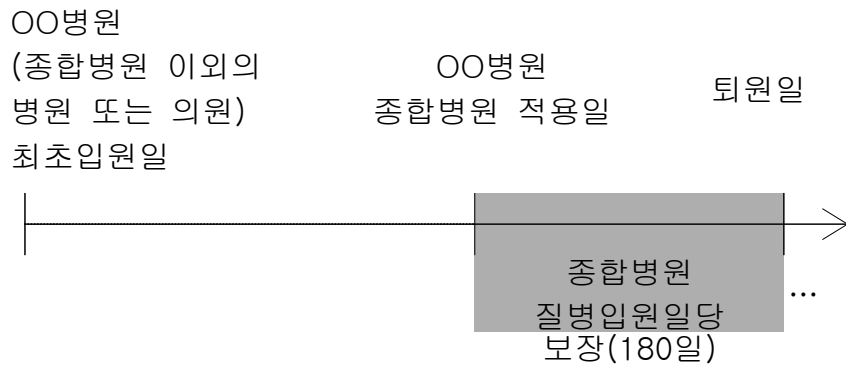 OO병원
(종합병원 이외의
병원 또는 의원)
최초입원일
OO병원
종합병원 적용일
퇴원일
종합병원
질병입원일당
보장(180일)
...